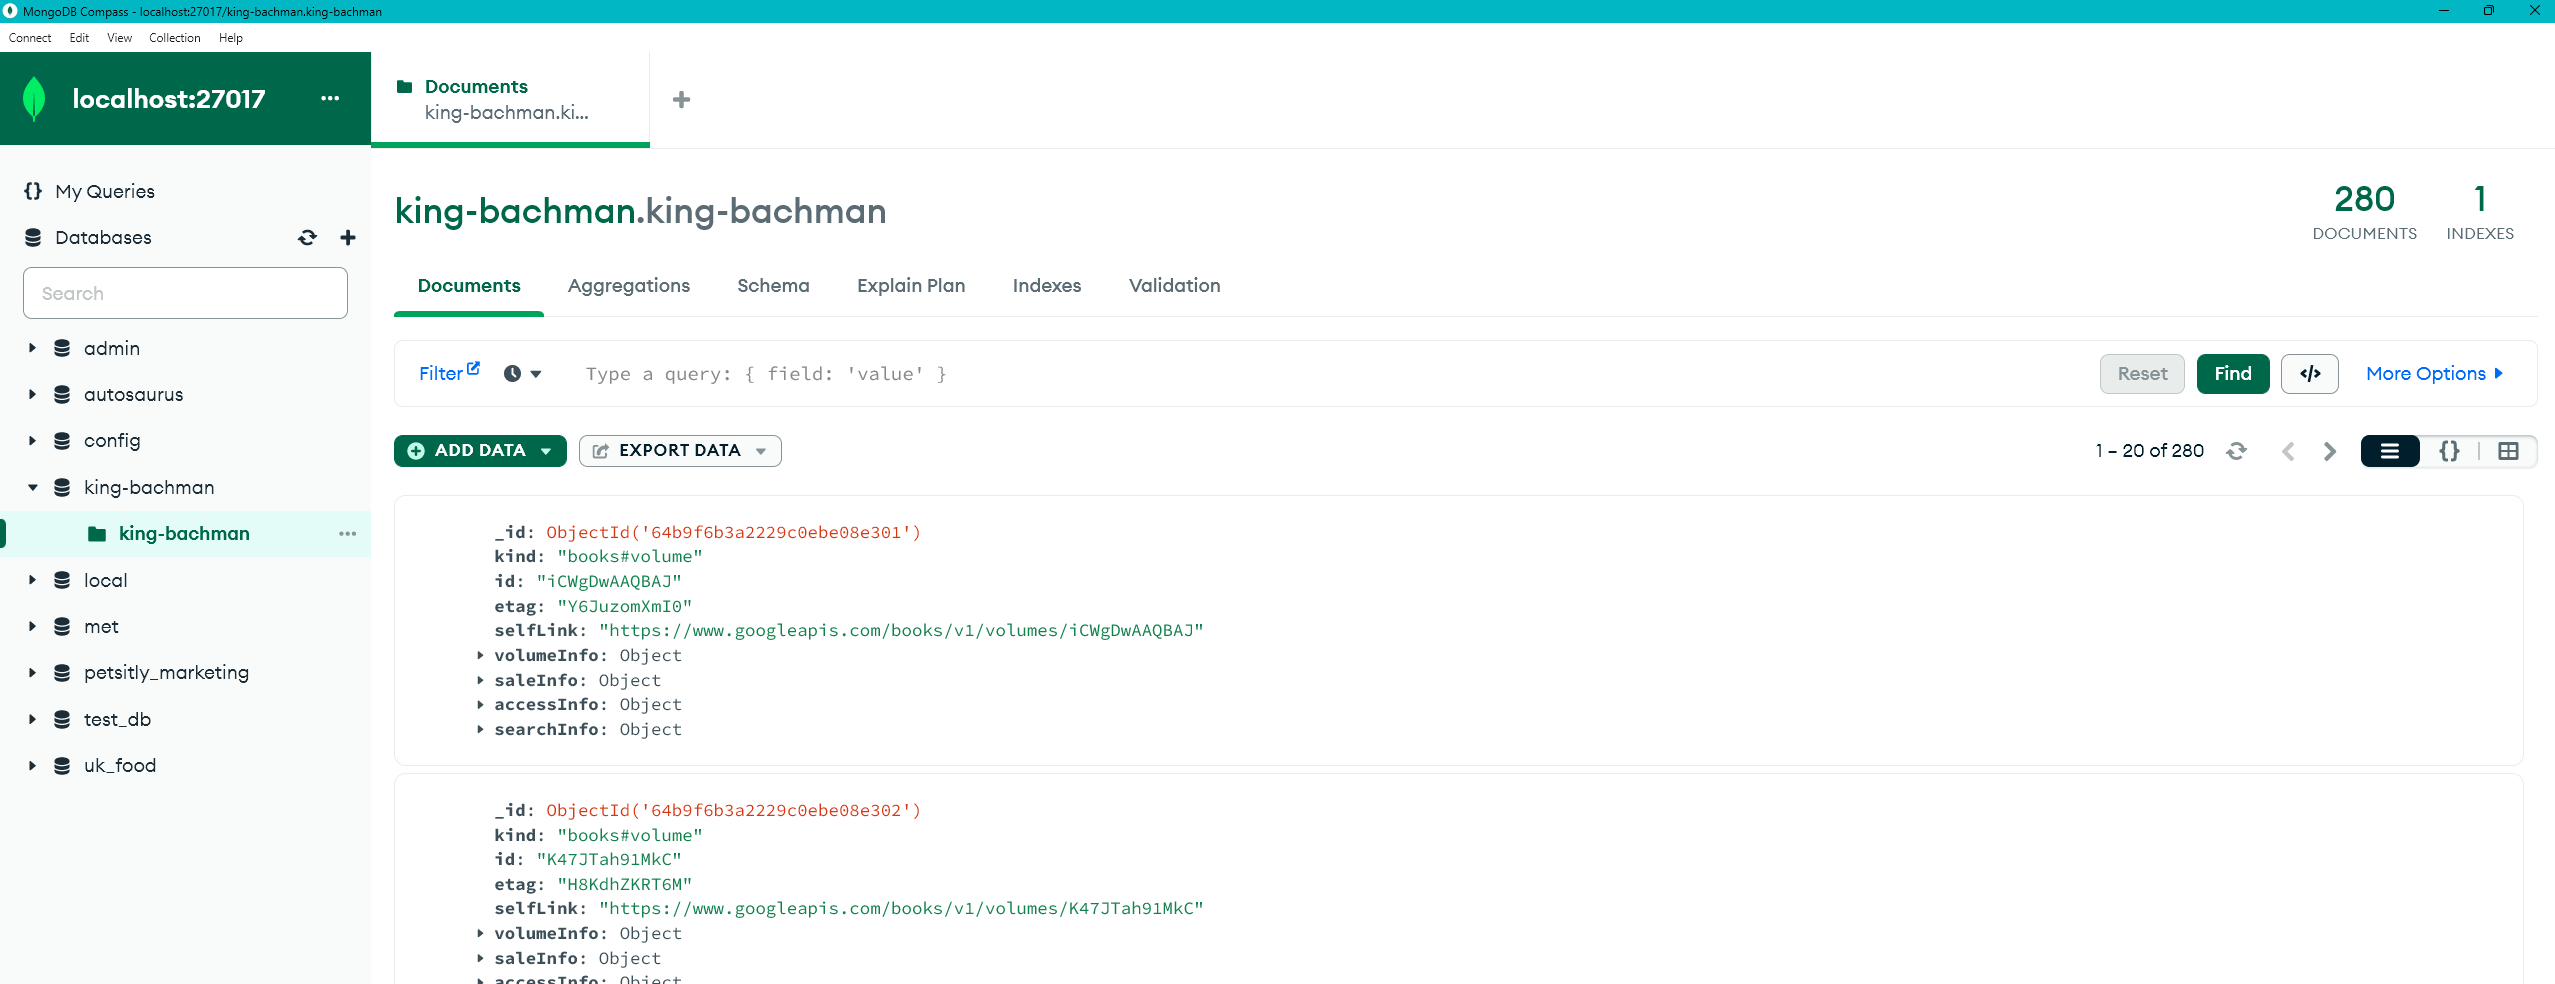 MongoDB Compass - localhost:27017/king-bachman.king-bachman
Connect Edit View Collection Help
localhost:27017
Documents
king-bachman.ki...
My Queries
Databases
Search
admin
autosaurus
config
king-bachman
king-bachman
local
met
petsitly_marketing
test_db
uk_food
king-bachman.king-bachman
280
DOCUMENTS
1
INDEXES
Documents Aggregations Schema Explain Plan Indexes Validation
Filter Type a query: { field: 'value' } Reset Find </> More Options
ADD DATA EXPORT DATA 1 – 20 of 280 {}
_id: ObjectId('64b9f6b3a2229c0ebe08e301')
kind: "books#volume"
id: "iCWgDwAAQBAJ"
etag: "Y6JuzomXmI0"
selfLink: "https://www.googleapis.com/books/v1/volumes/iCWgDwAAQBAJ"
volumeInfo: Object
saleInfo: Object
accessInfo: Object
searchInfo: Object
_id: ObjectId('64b9f6b3a2229c0ebe08e302')
kind: "books#volume"
id: "K47JTah91MkC"
etag: "H8KdhZKRT6M"
selfLink: "https://www.googleapis.com/books/v1/volumes/K47JTah91MkC"
volumeInfo: Object
saleInfo: Object
accessInfo: Object